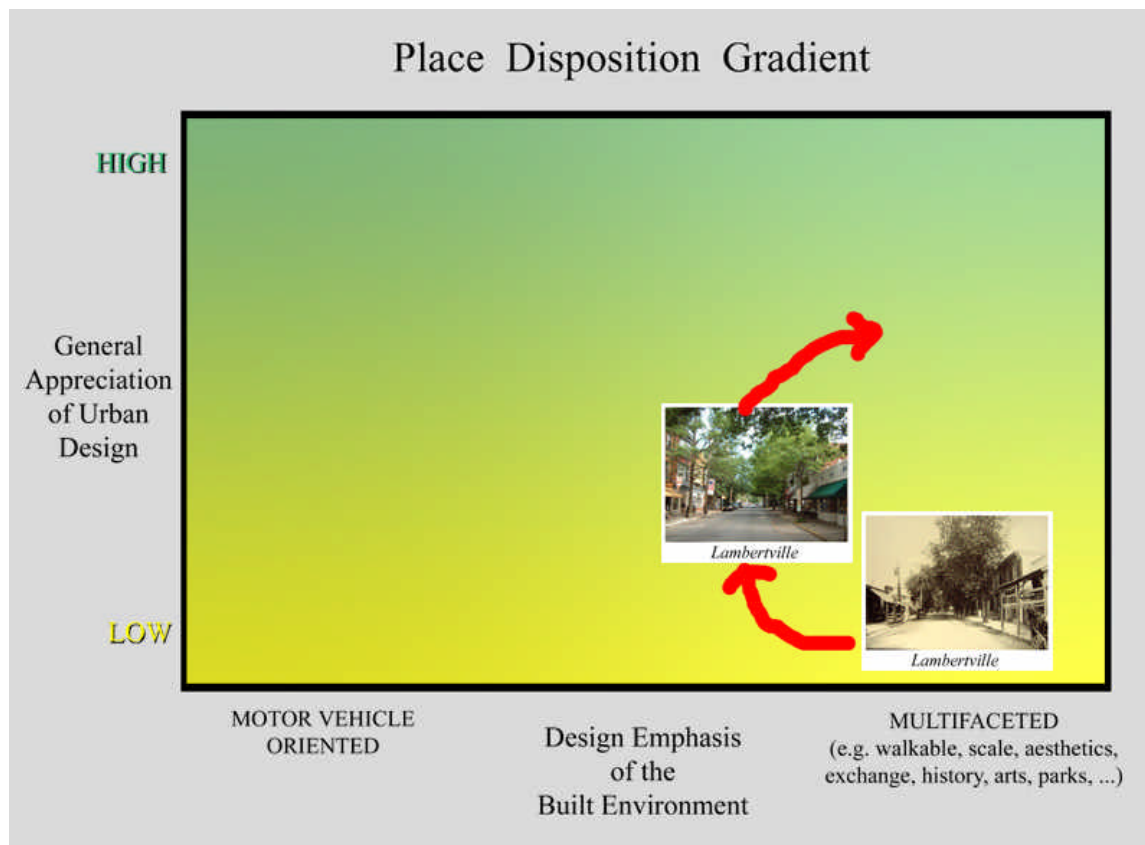 Place Disposition Gradient
HIGH
General
Appreciation
of Urban
Design
Lambertville
Lambertville
LOW
MOTOR VEHICLE
ORIENTED
Design Emphasis
of the
Built Environment
MULTIFACETED
(e.g. walkable, scale, aesthetics,
exchange, history, arts, parks, ...)